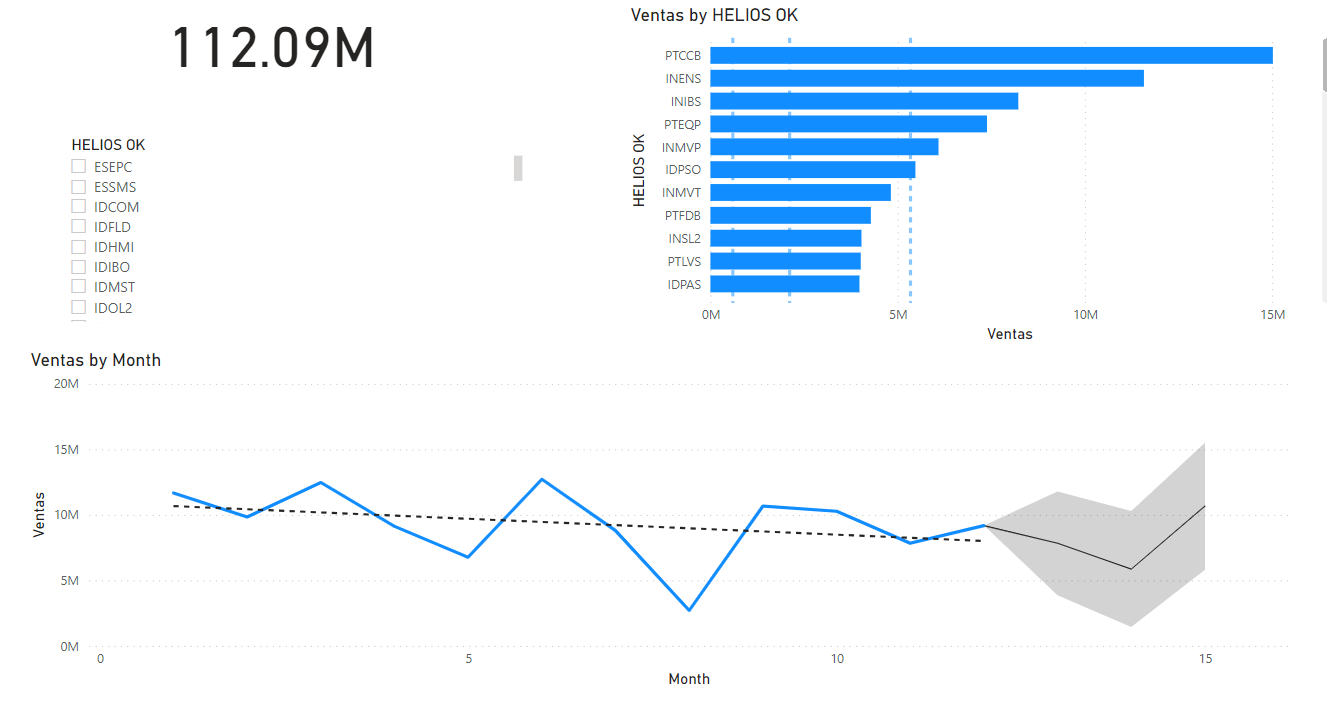 112.09M
HELIOS OK
ESEPC
ESSMS
IDCOM
IDFLD
IDHMI
IDIBO
IDMST
IDOL2
Ventas by HELIOS OK
HELIOS OK
PTCCB
INENS
INIBS
PTEQP
INMVP
IDPSO
INMVT
PTFDB
INSL2
PTLVS
IDPAS
0M 5M 10M 15M
Ventas
Ventas by Month
Ventas
20M
15M
10M
5M
0M
0 5 10 15
Month